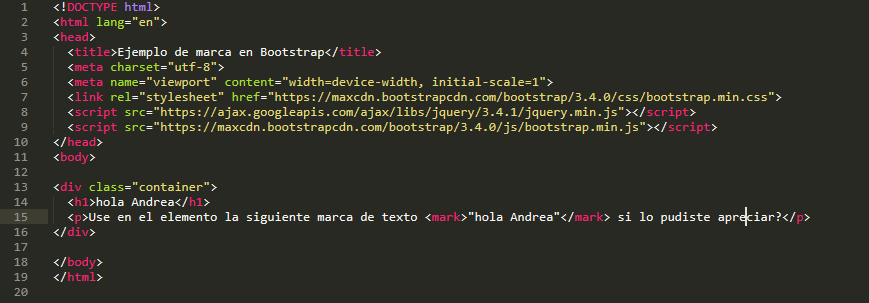 1 <!DOCTYPE html>
2 <html lang="en">
3 <head>
4 <title>Ejemplo de marca en Bootstrap</title>
5 <meta charset="utf-8">
6 <meta name="viewport" content="width=device-width, initial-scale=1">
7 <link rel="stylesheet" href="https://maxcdn.bootstrapcdn.com/bootstrap/3.4.0/css/bootstrap.min.css">
8 <script src="https://ajax.googleapis.com/ajax/libs/jquery/3.4.1/jquery.min.js"></script>
9 <script src="https://maxcdn.bootstrapcdn.com/bootstrap/3.4.0/js/bootstrap.min.js"></script>
10 </head>
11 <body>
12
13 <div class="container">
14 <h1>hola Andrea</h1>
15 <p>Use en el elemento la siguiente marca de texto <mark>"hola Andrea"</mark> si lo pudiste apreciar?</p>
16 </div>
17
18 </body>
19 </html>
20